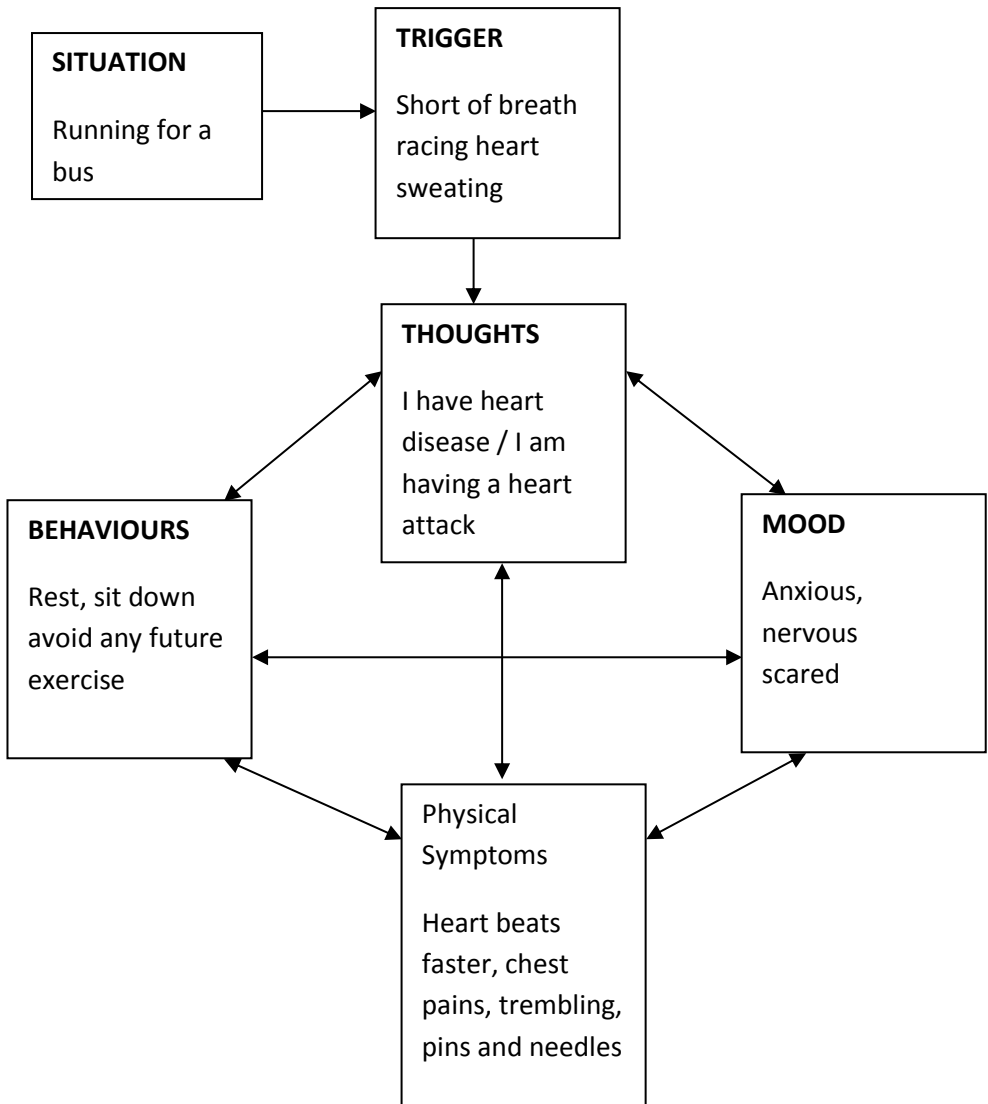 SITUATION
Running for a
bus
TRIGGER
Short of breath
racing heart
sweating
THOUGHTS
I have heart
disease / I am
having a heart
attack
BEHAVIOURS
Rest, sit down
avoid any future
exercise
MOOD
Anxious,
nervous
scared
Physical
Symptoms
Heart beats
faster, chest
pains, trembling,
pins and needles